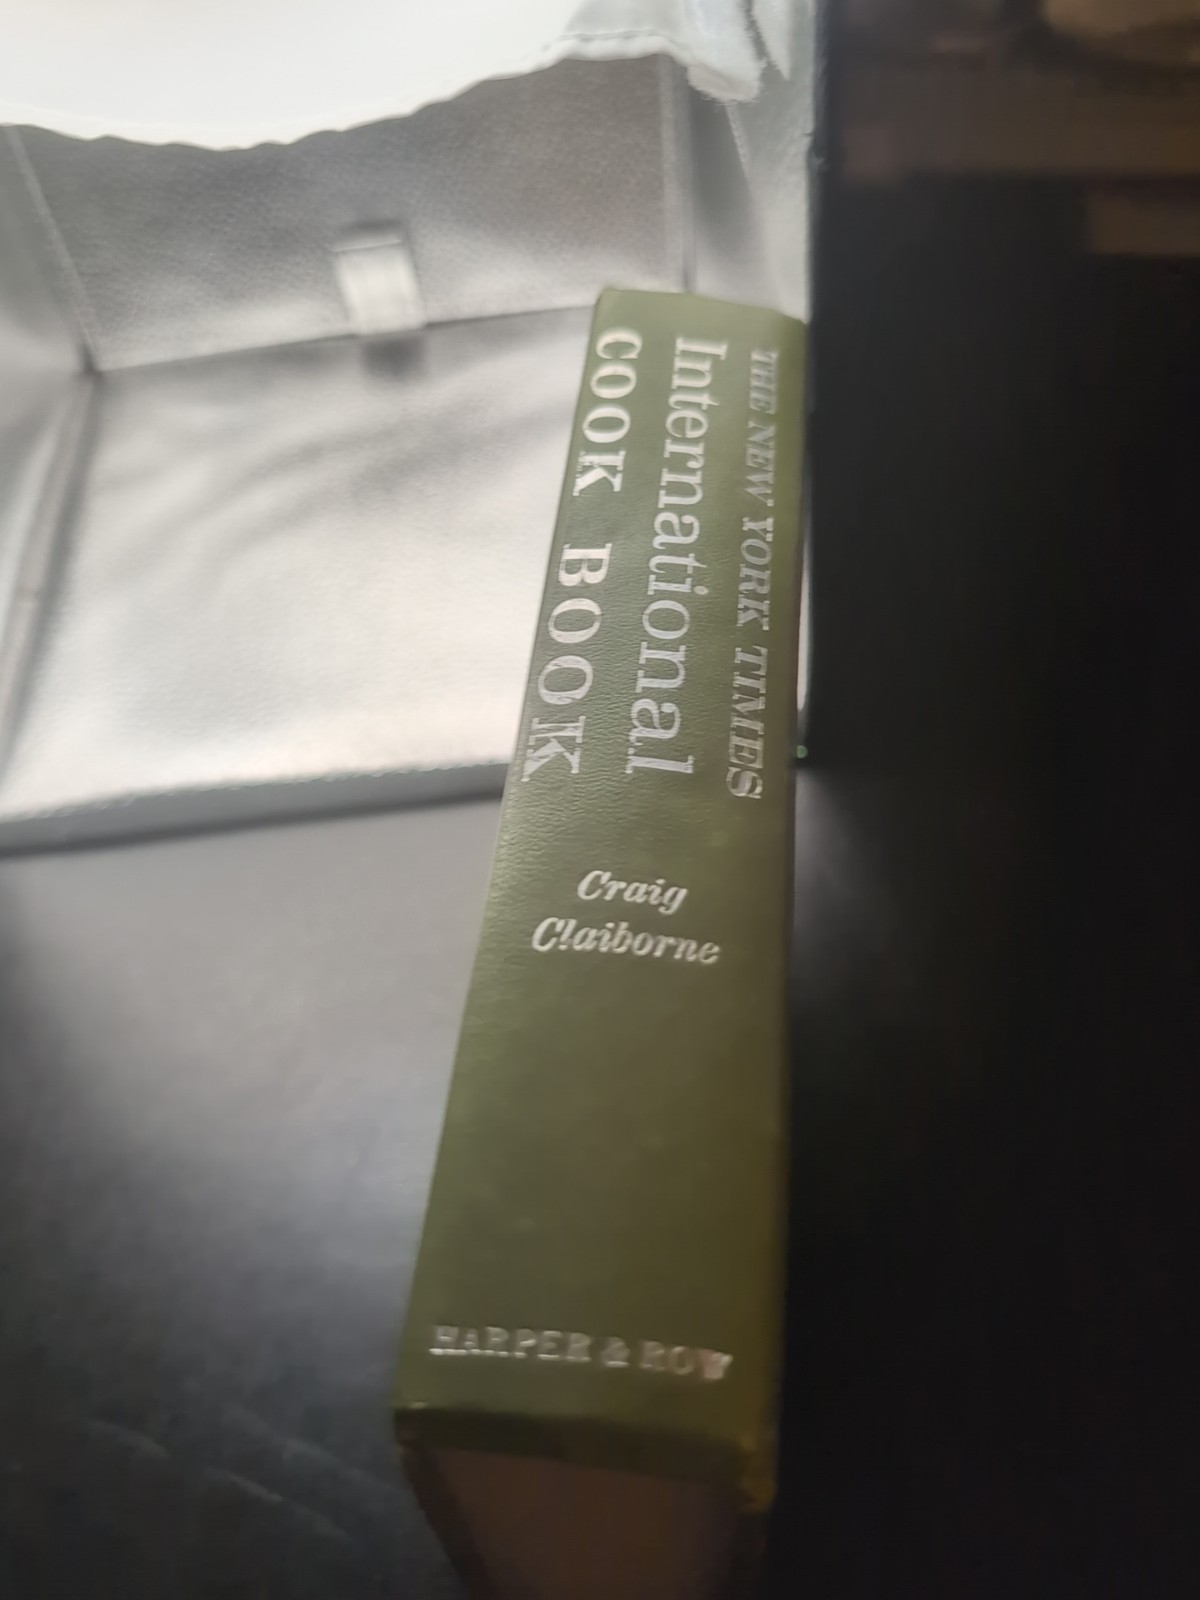 THE NEW YORK TIMES
International
COOK BOOK
Craig
Claiborne
HARPER & ROW